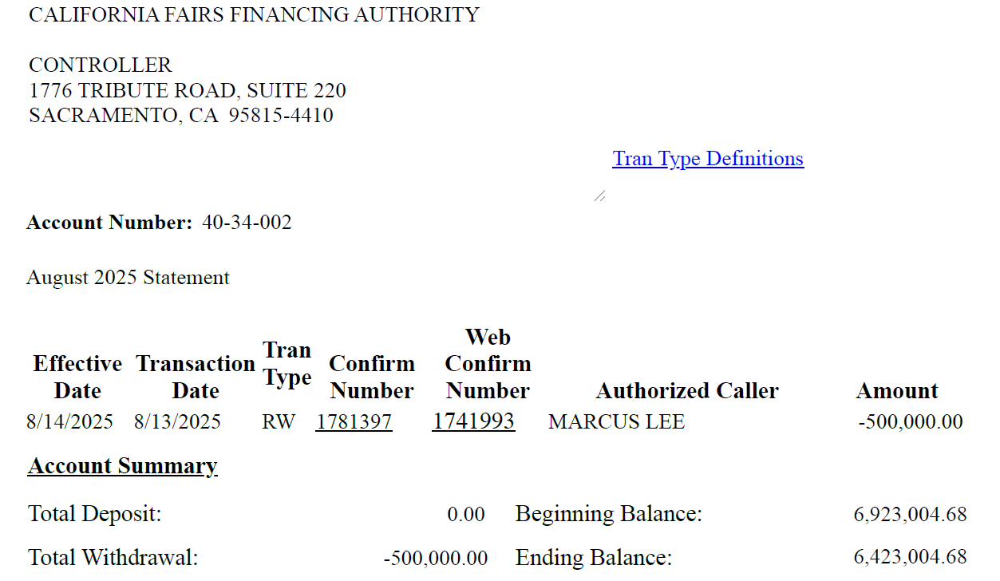 CALIFORNIA FAIRS FINANCING AUTHORITY
CONTROLLER
1776 TRIBUTE ROAD, SUITE 220
SACRAMENTO, CA 95815-4410
Tran Type Definitions
Account Number: 40-34-002
August 2025 Statement
Effective Date Transaction Date Tran Type Confirm Number Web Confirm Number Authorized Caller Amount
8/14/2025 8/13/2025 RW 1781397 1741993 MARCUS LEE -500,000.00
Account Summary
Total Deposit: 0.00 Beginning Balance: 6,923,004.68
Total Withdrawal: -500,000.00 Ending Balance: 6,423,004.68